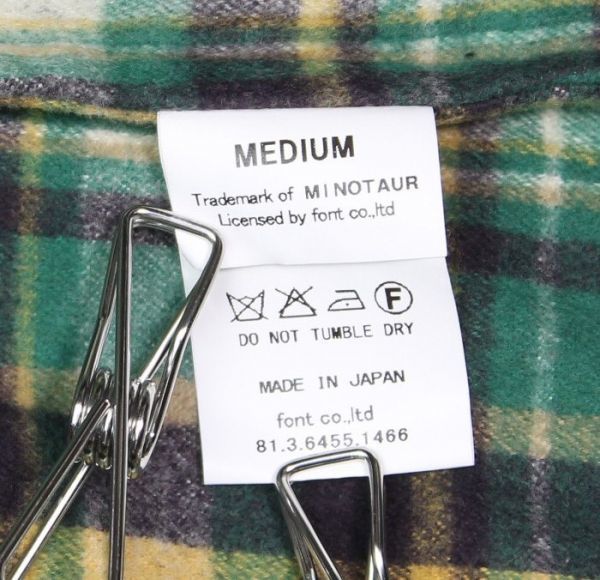 MEDIUM
Trademark of MINOTAUR
Licensed by font co.,ltd
F
DO NOT TUMBLE DRY
MADE IN JAPAN
font co.,ltd
81.3.6455.1466